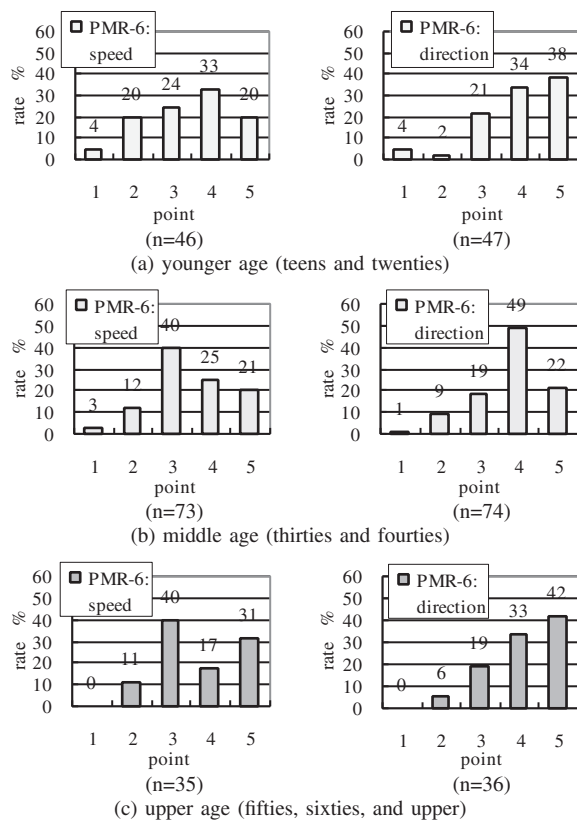 PMR-6:
speed
rate %
60
50
40
30
20
10
0
4
20
24
33
20
1 2 3 4 5
point
(n=46)
PMR-6:
direction
rate %
60
50
40
30
20
10
0
4
2
21
34
38
1 2 3 4 5
point
(n=47)
(a) younger age (teens and twenties)
PMR-6:
speed
rate %
60
50
40
30
20
10
0
3
12
40
25
21
1 2 3 4 5
point
(n=73)
PMR-6:
direction
rate %
60
50
40
30
20
10
0
1
9
19
49
22
1 2 3 4 5
point
(n=74)
(b) middle age (thirties and fourties)
PMR-6:
speed
rate %
60
50
40
30
20
10
0
0
11
40
17
31
1 2 3 4 5
point
(n=35)
PMR-6:
direction
rate %
60
50
40
30
20
10
0
0
6
19
33
42
1 2 3 4 5
point
(n=36)
(c) upper age (fifties, sixties, and upper)